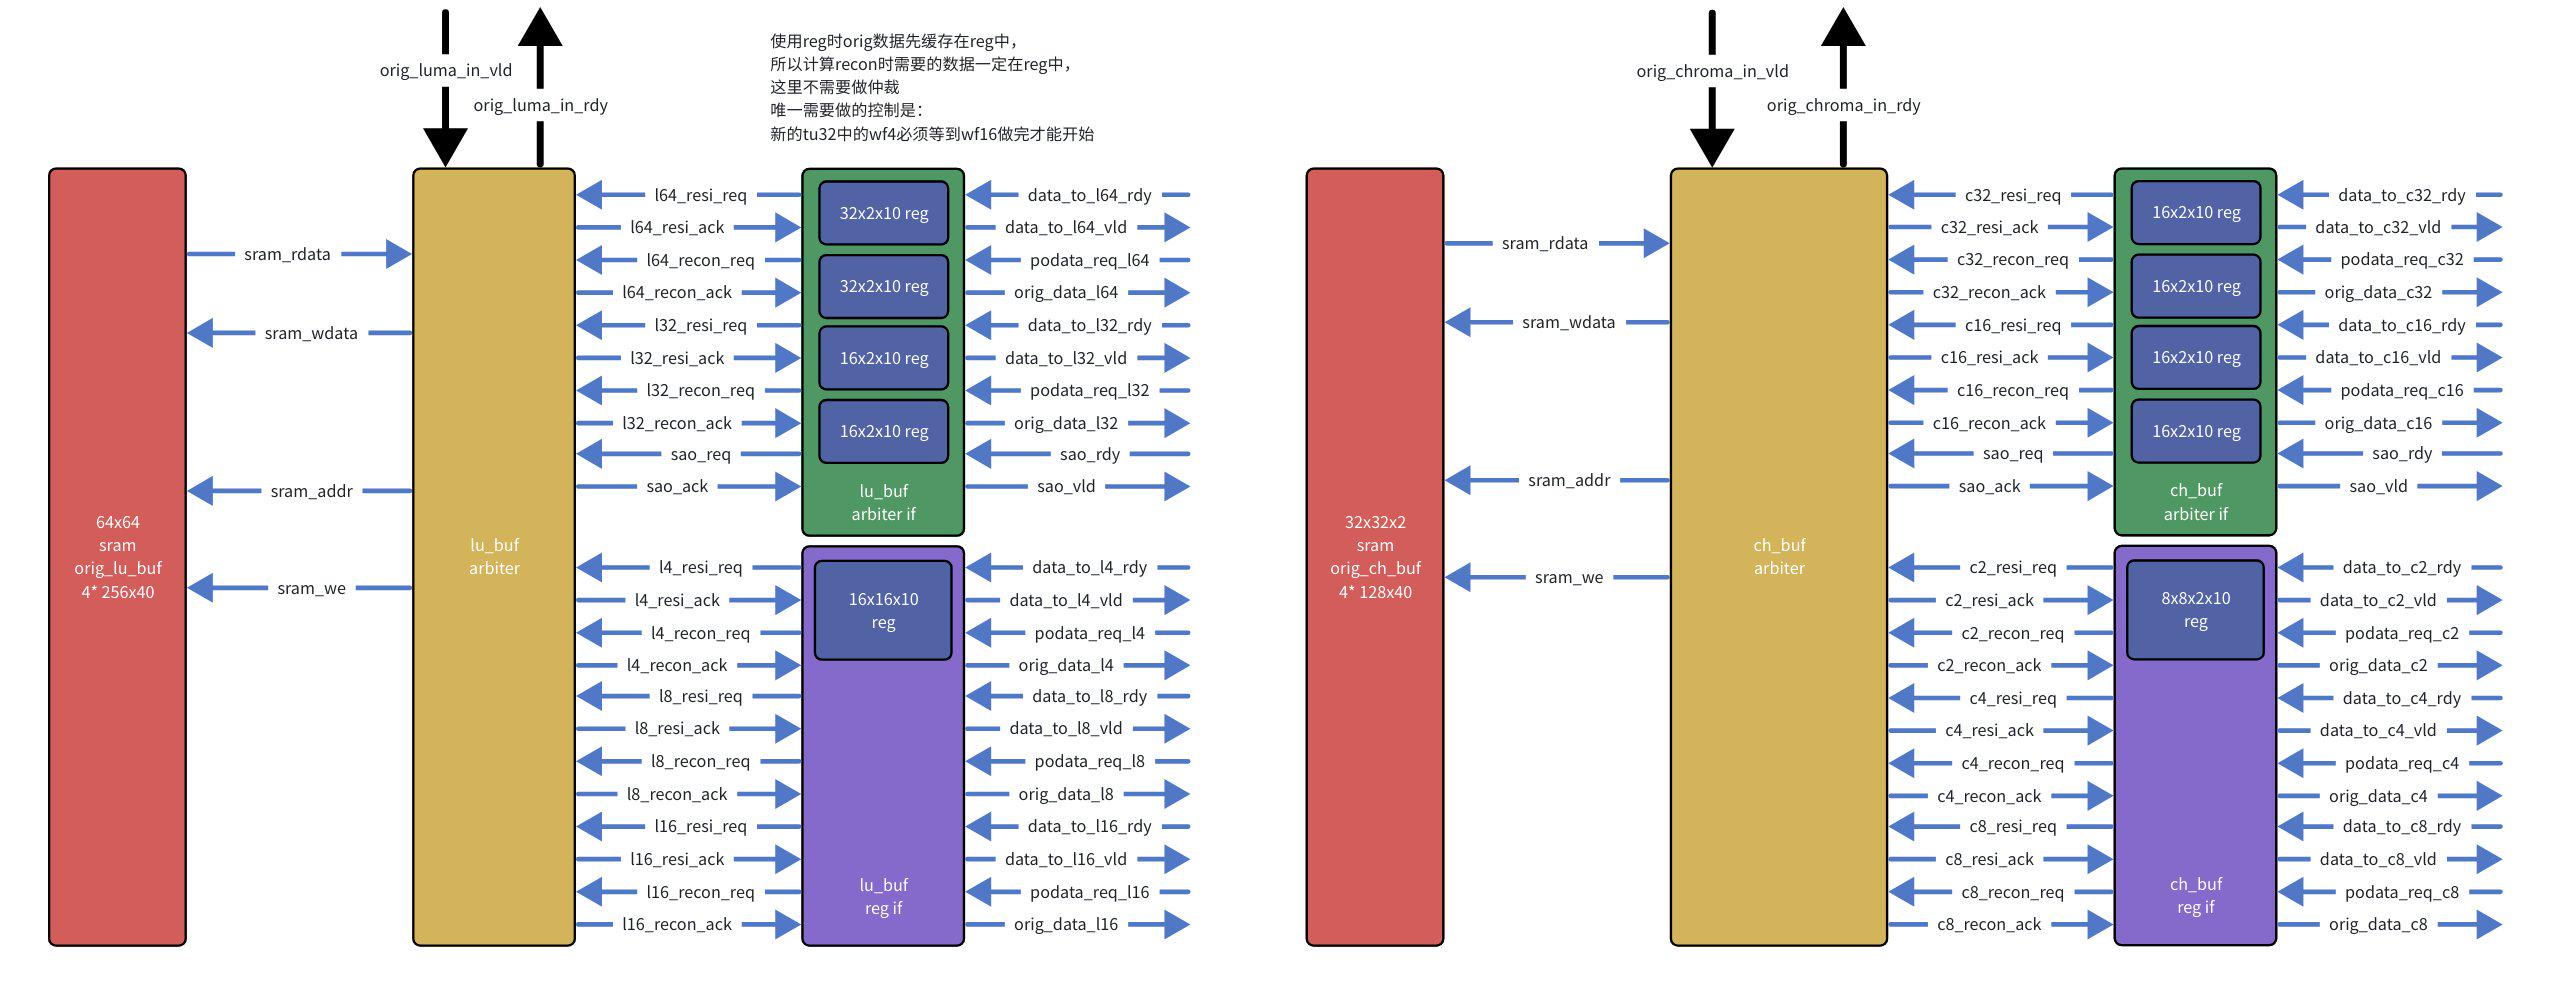 orig_luma_in_vld
orig_luma_in_rdy
使用reg时orig数据先缓存在reg中，
所以计算recon时需要的数据一定在reg中，
这里不需要做仲裁
唯一需要做的控制是：
新的tu32中的wf4必须等到wf16做完才能开始
64x64
sram
orig_lu_buf
4* 256x40
sram_rdata
sram_wdata
sram_addr
sram_we
lu_buf
arbiter
l64_resi_req
l64_resi_ack
l64_recon_req
l64_recon_ack
l32_resi_req
l32_resi_ack
l32_recon_req
l32_recon_ack
sao_req
sao_ack
32x2x10 reg
32x2x10 reg
16x2x10 reg
16x2x10 reg
lu_buf
arbiter if
data_to_l64_rdy
data_to_l64_vld
podata_req_l64
orig_data_l64
data_to_l32_rdy
data_to_l32_vld
podata_req_l32
orig_data_l32
sao_rdy
sao_vld
l4_resi_req
l4_resi_ack
l4_recon_req
l4_recon_ack
l8_resi_req
l8_resi_ack
l8_recon_req
l8_recon_ack
l16_resi_req
l16_resi_ack
l16_recon_req
l16_recon_ack
16x16x10
reg
lu_buf
reg if
data_to_l4_rdy
data_to_l4_vld
podata_req_l4
orig_data_l4
data_to_l8_rdy
data_to_l8_vld
podata_req_l8
orig_data_l8
data_to_l16_rdy
data_to_l16_vld
podata_req_l16
orig_data_l16
orig_chroma_in_vld
orig_chroma_in_rdy
32x32x2
sram
orig_ch_buf
4* 128x40
sram_rdata
sram_wdata
sram_addr
sram_we
ch_buf
arbiter
c32_resi_req
c32_resi_ack
c32_recon_req
c32_recon_ack
c16_resi_req
c16_resi_ack
c16_recon_req
c16_recon_ack
sao_req
sao_ack
16x2x10 reg
16x2x10 reg
16x2x10 reg
16x2x10 reg
ch_buf
arbiter if
data_to_c32_rdy
data_to_c32_vld
podata_req_c32
orig_data_c32
data_to_c16_rdy
data_to_c16_vld
podata_req_c16
orig_data_c16
sao_rdy
sao_vld
c2_resi_req
c2_resi_ack
c2_recon_req
c2_recon_ack
c4_resi_req
c4_resi_ack
c4_recon_req
c4_recon_ack
c8_resi_req
c8_resi_ack
c8_recon_req
c8_recon_ack
8x8x2x10
reg
ch_buf
reg if
data_to_c2_rdy
data_to_c2_vld
podata_req_c2
orig_data_c2
data_to_c4_rdy
data_to_c4_vld
podata_req_c4
orig_data_c4
data_to_c8_rdy
data_to_c8_vld
podata_req_c8
orig_data_c8